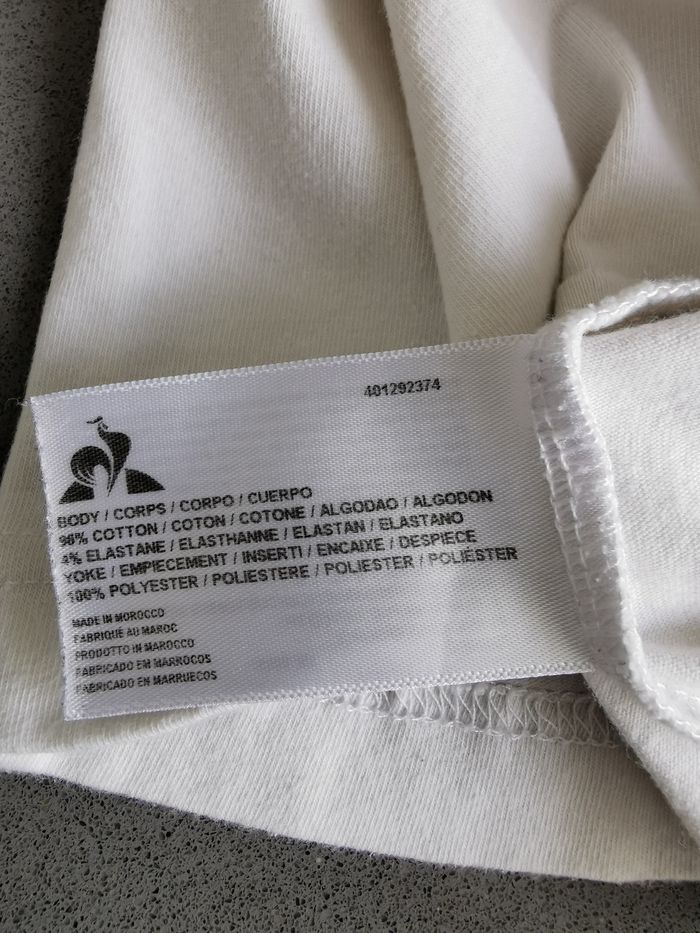 401292374
BODY / CORPS / CORPO / CUERPO
96% COTTON / COTON / COTONE / ALGODAO / ALGODON
4% ELASTANE / ELASTHANNE / ELASTAN / ELASTANO
YOKE / EMPIECEMENT / INSERTI / ENCAIXE / DESPIECE
100% POLYESTER / POLIESTERE / POLIESTER / POLIÉSTER
MADE IN MOROCCO
FABRIQUE AU MAROC
PRODOTTO IN MAROCCO
FABRICADO EM MARROCOS
FABRICADO EN MARRUECOS